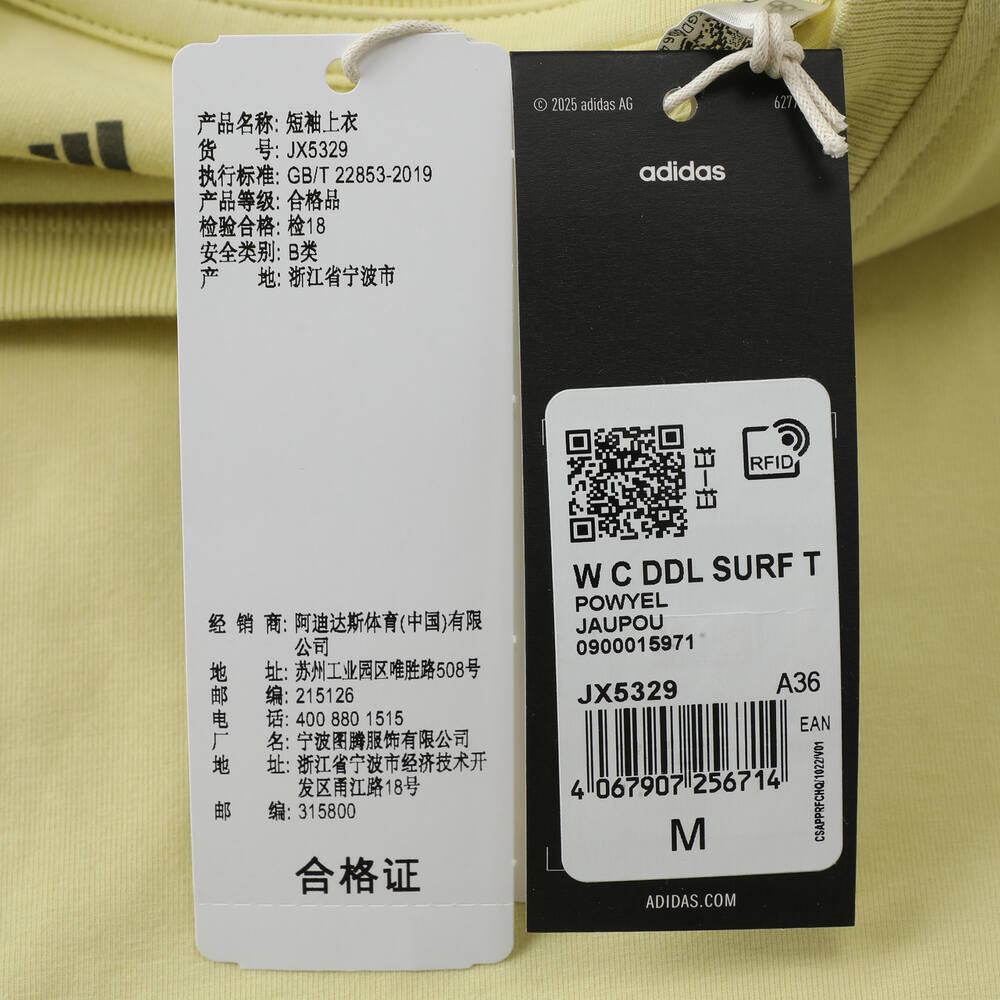 产品名称: 短袖上衣
货 号: JX5329
执行标准: GB/T 22853-2019
产品等级: 合格品
检验合格: 检18
安全类别: B类
产 地: 浙江省宁波市
经 销 商: 阿迪达斯体育(中国)有限
公司
地 址: 苏州工业园区唯胜路508号
邮 编: 215126
电 话: 400 880 1515
厂 名: 宁波图腾服饰有限公司
地 址: 浙江省宁波市经济技术开
发区甬江路18号
邮 编: 315800
合格证
© 2025 adidas AG
adidas
扫一扫
RFID
W C DDL SURF T
POWYEL
JAUPOU
0900015971
JX5329 A36
EAN
4 067907 256714
CSAPPRFCHQ/1022/V01
M
ADIDAS.COM